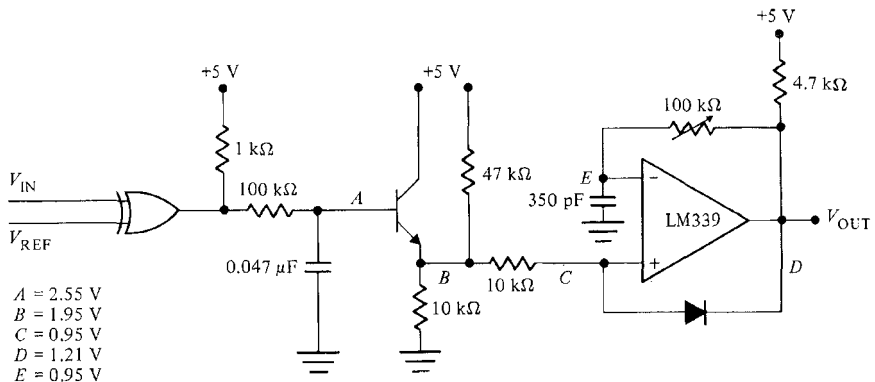 +5 V
+5 V
+5 V
4.7 kΩ
100 kΩ
1 kΩ
47 kΩ
E
−
350 pF
LM339
V_IN
100 kΩ
A
V_REF
V_OUT
D
+
0.047 µF
B
10 kΩ
C
10 kΩ
A = 2.55 V
B = 1.95 V
C = 0.95 V
D = 1.21 V
E = 0.95 V